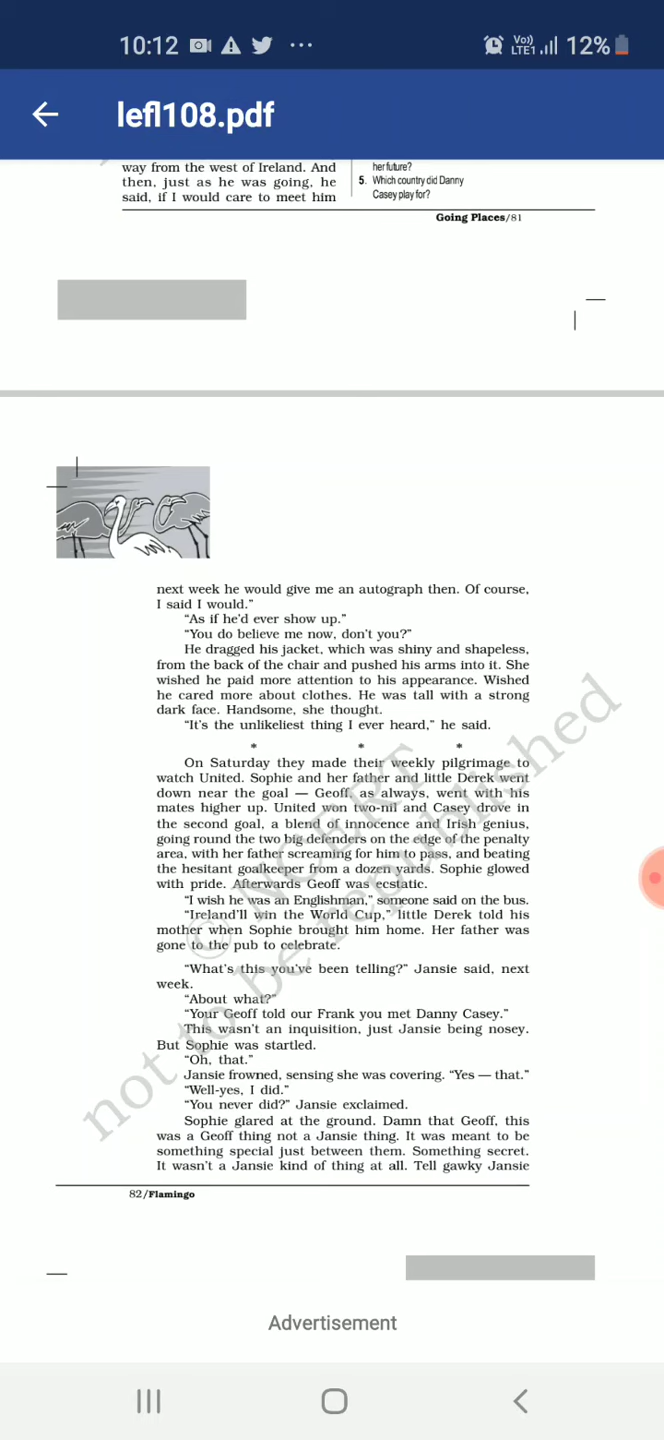 10:12
Vo)) LTE1 12%
lefl108.pdf
way from the west of Ireland. And
then, just as he was going, he
said, if I would care to meet him
her future?
5. Which country did Danny
Casey play for?
Going Places/81
next week he would give me an autograph then. Of course,
I said I would.”
“As if he’d ever show up.”
“You do believe me now, don’t you?”
He dragged his jacket, which was shiny and shapeless,
from the back of the chair and pushed his arms into it. She
wished he paid more attention to his appearance. Wished
he cared more about clothes. He was tall with a strong
dark face. Handsome, she thought.
“It’s the unlikeliest thing I ever heard,” he said.
* * *
On Saturday they made their weekly pilgrimage to
watch United. Sophie and her father and little Derek went
down near the goal — Geoff, as always, went with his
mates higher up. United won two-nil and Casey drove in
the second goal, a blend of innocence and Irish genius,
going round the two big defenders on the edge of the penalty
area, with her father screaming for him to pass, and beating
the hesitant goalkeeper from a dozen yards. Sophie glowed
with pride. Afterwards Geoff was ecstatic.
“I wish he was an Englishman,” someone said on the bus.
“Ireland’ll win the World Cup,” little Derek told his
mother when Sophie brought him home. Her father was
gone to the pub to celebrate.
“What’s this you’ve been telling?” Jansie said, next
week.
“About what?”
“Your Geoff told our Frank you met Danny Casey.”
This wasn’t an inquisition, just Jansie being nosey.
But Sophie was startled.
“Oh, that.”
Jansie frowned, sensing she was covering. “Yes — that.”
“Well-yes, I did.”
“You never did?” Jansie exclaimed.
Sophie glared at the ground. Damn that Geoff, this
was a Geoff thing not a Jansie thing. It was meant to be
something special just between them. Something secret.
It wasn’t a Jansie kind of thing at all. Tell gawky Jansie
© NCERT
not to be republished
82/Flamingo
Advertisement